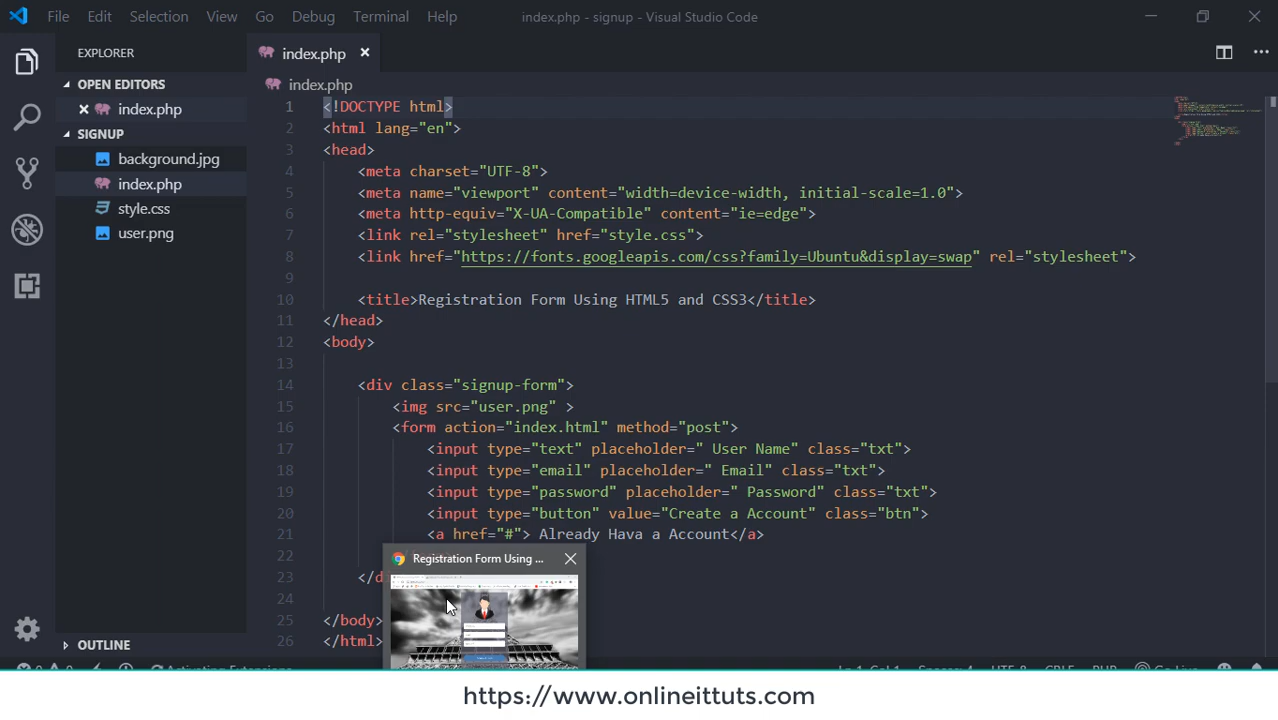 File Edit Selection View Go Debug Terminal Help index.php - signup - Visual Studio Code
EXPLORER
OPEN EDITORS
index.php
SIGNUP
background.jpg
index.php
style.css
user.png
OUTLINE
index.php
index.php
1 <!DOCTYPE html>
2 <html lang="en">
3 <head>
4 <meta charset="UTF-8">
5 <meta name="viewport" content="width=device-width, initial-scale=1.0">
6 <meta http-equiv="X-UA-Compatible" content="ie=edge">
7 <link rel="stylesheet" href="style.css">
8 <link href="https://fonts.googleapis.com/css?family=Ubuntu&display=swap" rel="stylesheet">
9
10 <title>Registration Form Using HTML5 and CSS3</title>
11 </head>
12 <body>
13
14 <div class="signup-form">
15 <img src="user.png" >
16 <form action="index.html" method="post">
17 <input type="text" placeholder=" User Name" class="txt">
18 <input type="email" placeholder=" Email" class="txt">
19 <input type="password" placeholder=" Password" class="txt">
20 <input type="button" value="Create a Account" class="btn">
21 <a href="#"> Already Hava a Account</a>
22
23 </d
24
25 </body>
26 </html>
Registration Form Using ...
https://www.onlineittuts.com